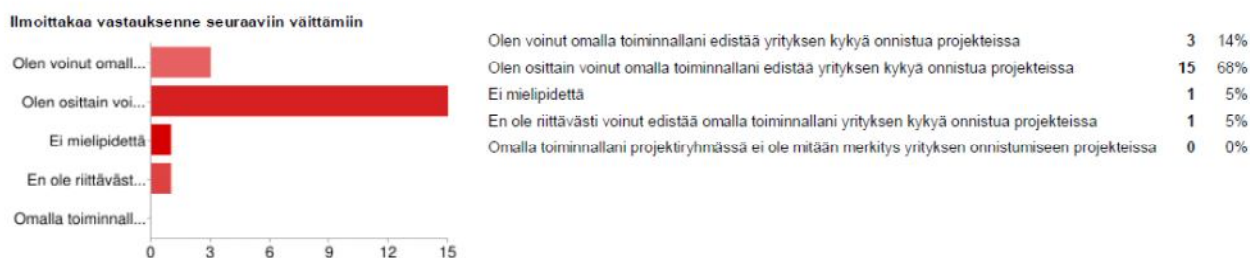 Ilmoittakaa vastauksenne seuraaviin väittämiin
Olen voinut omall...
Olen osittain voi...
Ei mielipidettä
En ole riittäväst...
Omalla toiminnall...
0 3 6 9 12 15
Olen voinut omalla toiminnallani edistää yrityksen kykyä onnistua projekteissa 3 14%
Olen osittain voinut omalla toiminnallani edistää yrityksen kykyä onnistua projekteissa 15 68%
Ei mielipidettä 1 5%
En ole riittävästi voinut edistää omalla toiminnallani yrityksen kykyä onnistua projekteissa 1 5%
Omalla toiminnallani projektiryhmässä ei ole mitään merkitys yrityksen onnistumiseen projekteissa 0 0%